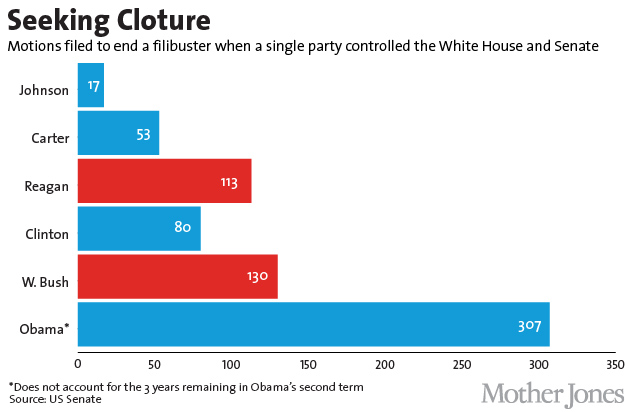 Seeking Cloture
Motions filed to end a filibuster when a single party controlled the White House and Senate
Johnson 17
Carter 53
Reagan 113
Clinton 80
W. Bush 130
Obama* 307
0 50 100 150 200 250 300 350
*Does not account for the 3 years remaining in Obama's second term
Source: US Senate
Mother Jones